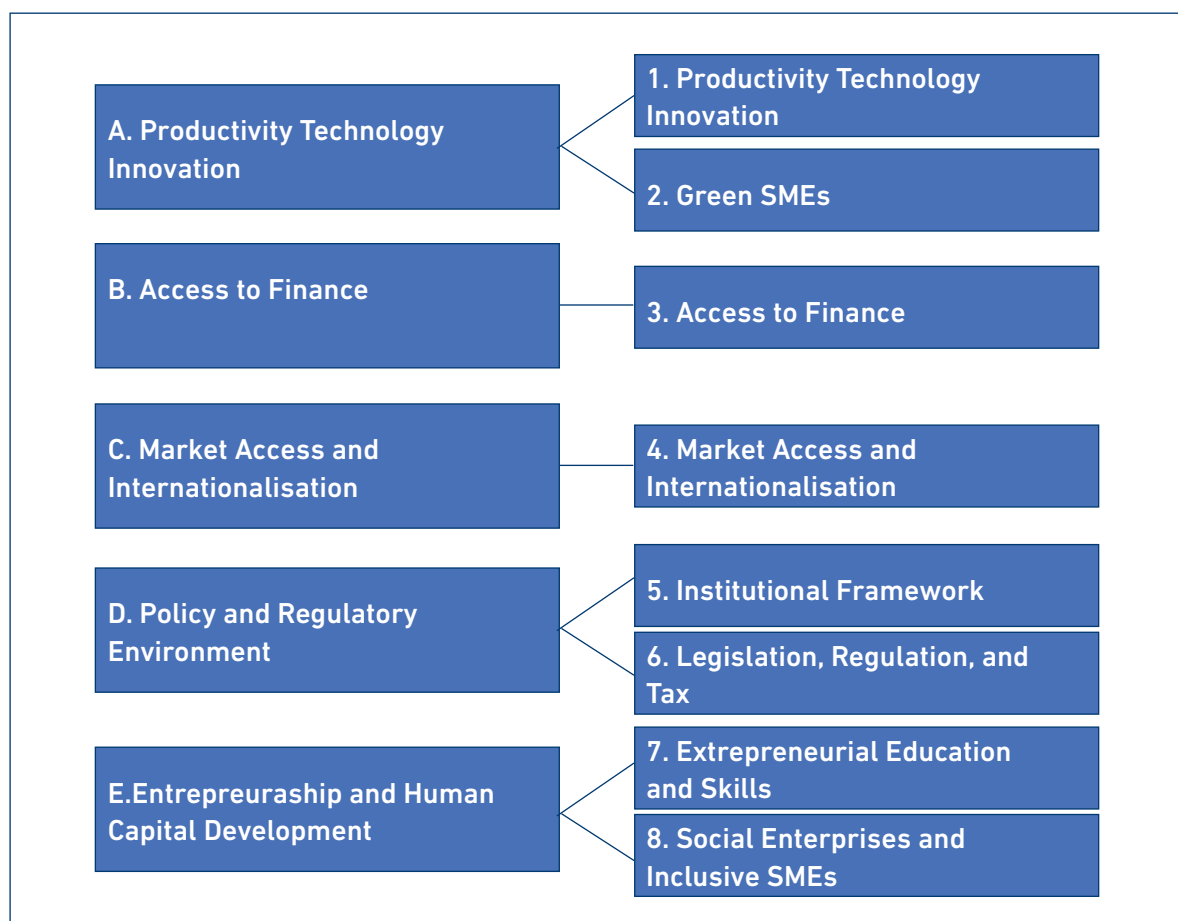 A. Productivity Technology
Innovation
1. Productivity Technology
Innovation
2. Green SMEs
B. Access to Finance
3. Access to Finance
C. Market Access and
Internationalisation
4. Market Access and
Internationalisation
D. Policy and Regulatory
Environment
5. Institutional Framework
6. Legislation, Regulation, and
Tax
E.Entrepreuraship and Human
Capital Development
7. Extrepreneurial Education
and Skills
8. Social Enterprises and
Inclusive SMEs